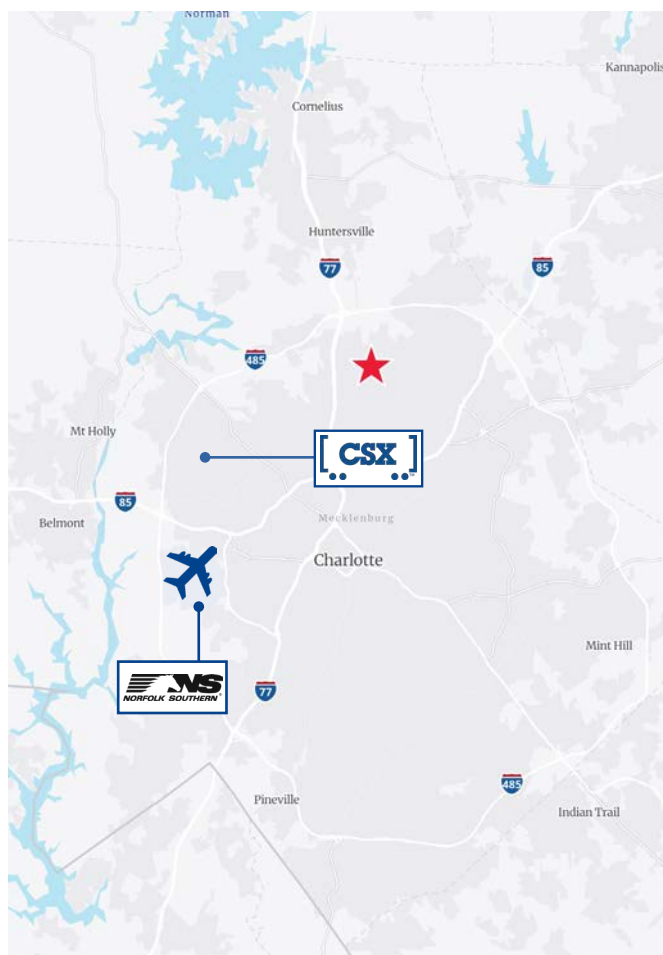 Norman
Kannapolis
Cornelius
Huntersville
77
85
485
Mt Holly
[CSX]™
85
Mecklenburg
Belmont
Charlotte
Mint Hill
NS
NORFOLK SOUTHERN®
77
485
Pineville
Indian Trail